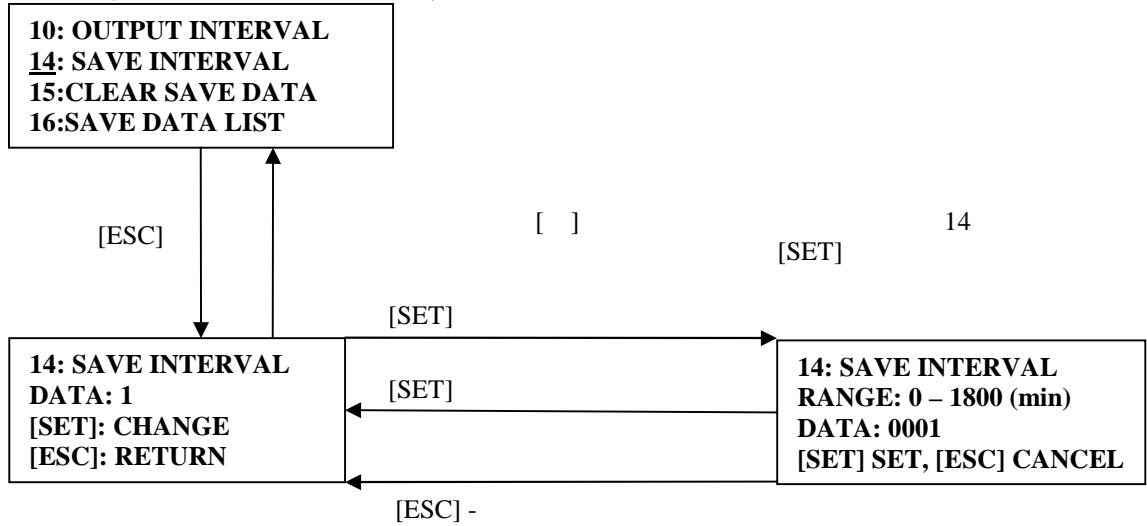 10: OUTPUT INTERVAL
14: SAVE INTERVAL
15:CLEAR SAVE DATA
16:SAVE DATA LIST
[ESC]
[ ] 14
[SET]
[SET]
14: SAVE INTERVAL
DATA: 1
[SET]: CHANGE
[ESC]: RETURN
[SET]
14: SAVE INTERVAL
RANGE: 0 – 1800 (min)
DATA: 0001
[SET] SET, [ESC] CANCEL
[ESC] -